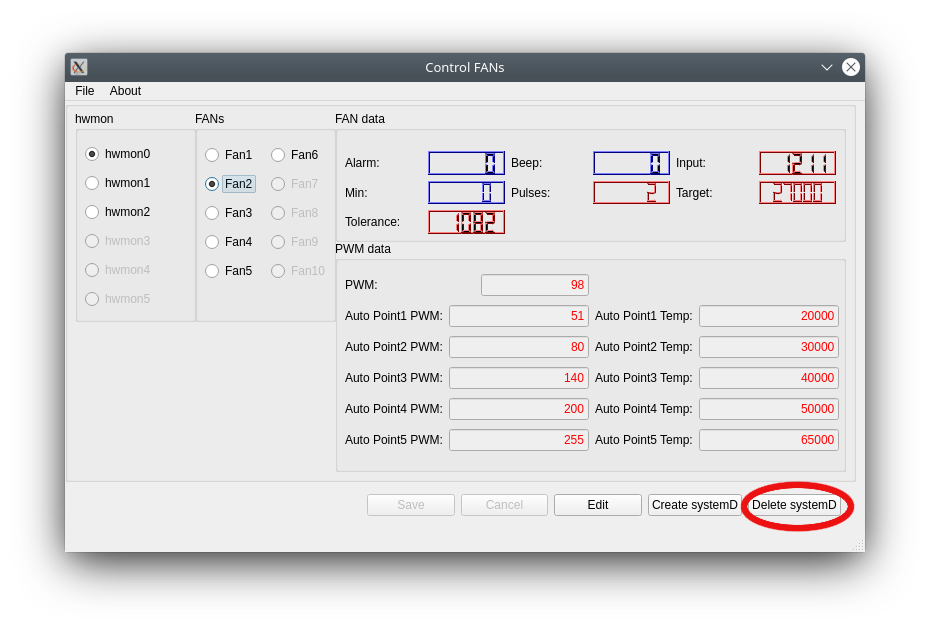 Control FANs
File About
hwmon FANs FAN data
hwmon0
hwmon1
hwmon2
hwmon3
hwmon4
hwmon5
Fan1 Fan6
Fan2 Fan7
Fan3 Fan8
Fan4 Fan9
Fan5 Fan10
Alarm: 0 Beep: 0 Input: 1211
Min: 0 Pulses: 2 Target: 27000
Tolerance: 1082
PWM data
PWM: 98
Auto Point1 PWM: 51 Auto Point1 Temp: 20000
Auto Point2 PWM: 80 Auto Point2 Temp: 30000
Auto Point3 PWM: 140 Auto Point3 Temp: 40000
Auto Point4 PWM: 200 Auto Point4 Temp: 50000
Auto Point5 PWM: 255 Auto Point5 Temp: 65000
Save Cancel Edit Create systemD Delete systemD